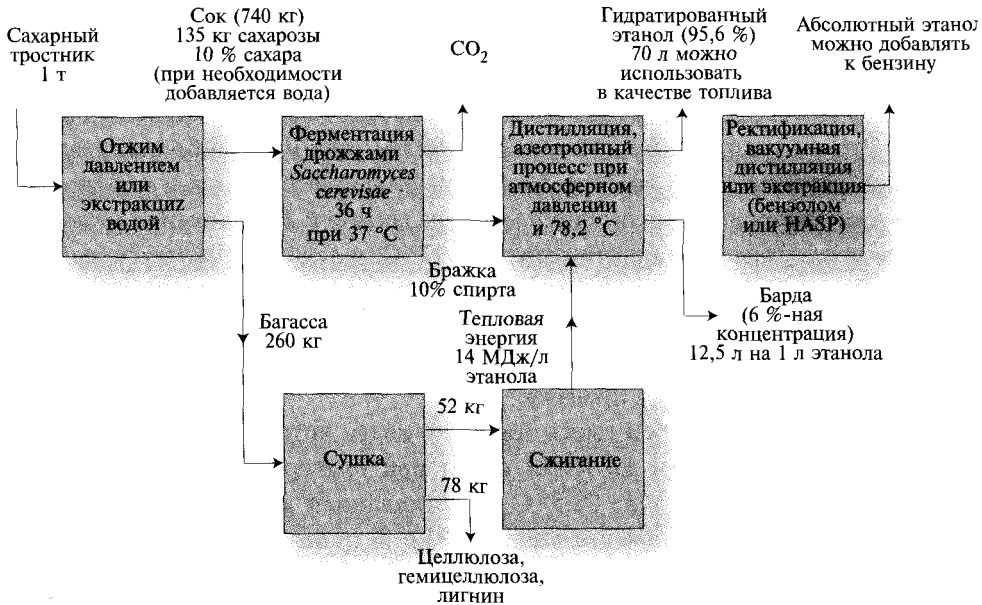 Сахарный
тростник
1 т
Сок (740 кг)
135 кг сахарозы
10 % сахара
(при необходимости
добавляется вода)
CO2
Гидратированный
этанол (95,6 %)
70 л можно
использовать
в качестве топлива
Абсолютный этанол
можно добавлять
к бензину
Отжим
давлением
или
экстракция
водой
Ферментация
дрожжами
Saccharomyces
cerevisae
36 ч
при 37 °C
Дистилляция,
азеотропный
процесс при
атмосферном
давлении
и 78,2 °C
Ректификация,
вакуумная
дистилляция
или экстракция
(бензолом
или HASP)
Бражка
10% спирта
Багасса
260 кг
Тепловая
энергия
14 МДж/л
этанола
Барда
(6 %-ная
концентрация)
12,5 л на 1 л этанола
Сушка
52 кг
78 кг
Сжигание
Целлюлоза,
гемицеллюлоза,
лигнин